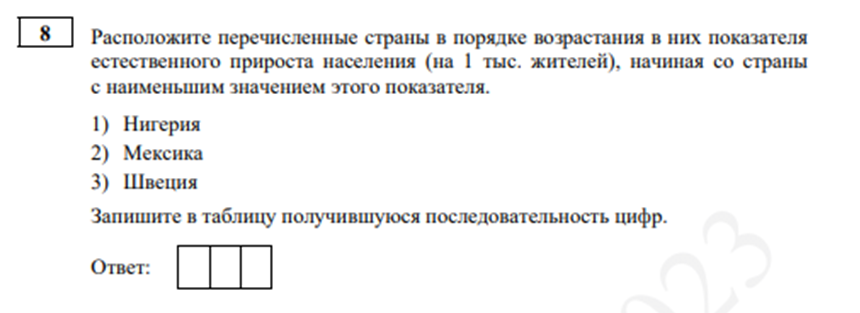 8
Расположите перечисленные страны в порядке возрастания в них показателя
естественного прироста населения (на 1 тыс. жителей), начиная со страны
с наименьшим значением этого показателя.
1) Нигерия
2) Мексика
3) Швеция
Запишите в таблицу получившуюся последовательность цифр.
Ответ:
023